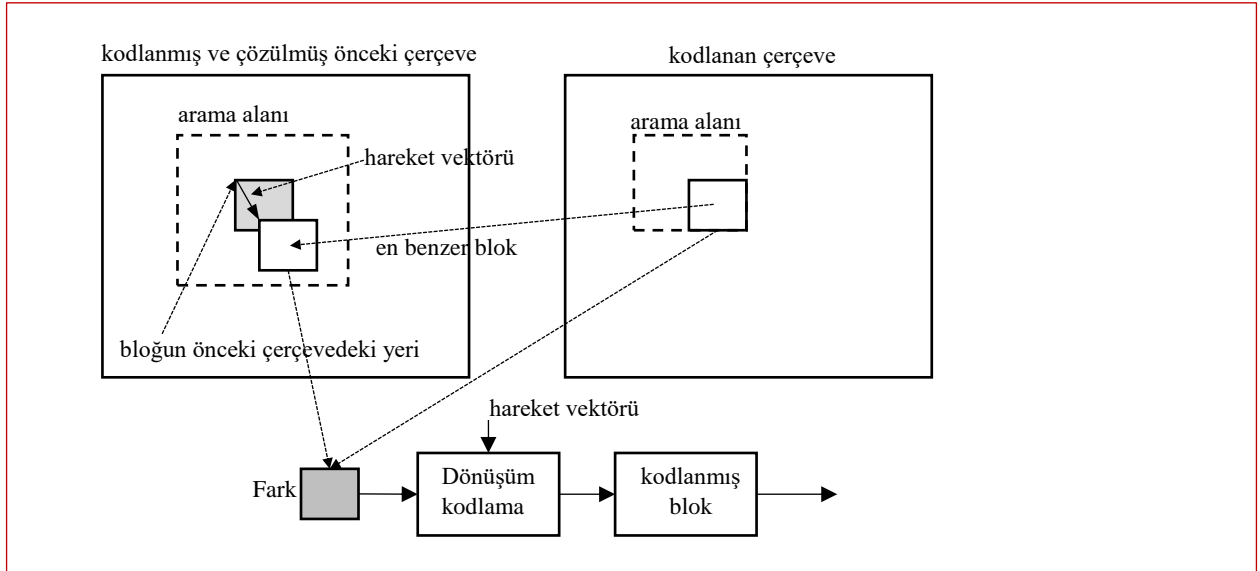 kodlanmış ve çözülmüş önceki çerçeve
kodlanan çerçeve
arama alanı
arama alanı
hareket vektörü
en benzer blok
bloğun önceki çerçevedeki yeri
hareket vektörü
Fark
Dönüşüm
kodlama
kodlanmış
blok